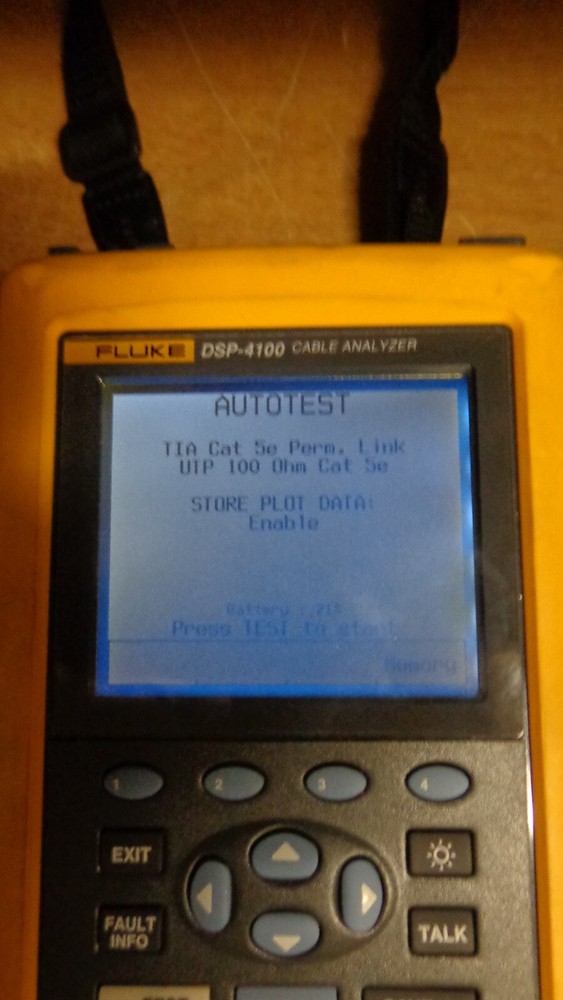 FLUKE DSP-4100 CABLE ANALYZER
AUTOTEST
TIA Cat 5e Perm. Link
UTP 100 Ohm Cat 5e
STORE PLOT DATA:
Enable
Battery :
Press TEST to start
Memory
1 2 3 4
EXIT
FAULT INFO
TALK